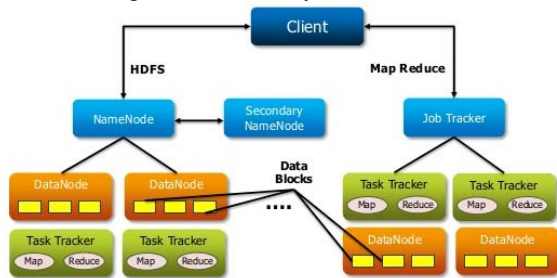 Client
HDFS
Map Reduce
NameNode
Secondary
NameNode
Job Tracker
DataNode
DataNode
Data
Blocks
....
Task Tracker
Map
Reduce
Task Tracker
Map
Reduce
Task Tracker
Map
Reduce
Task Tracker
Map
Reduce
DataNode
DataNode